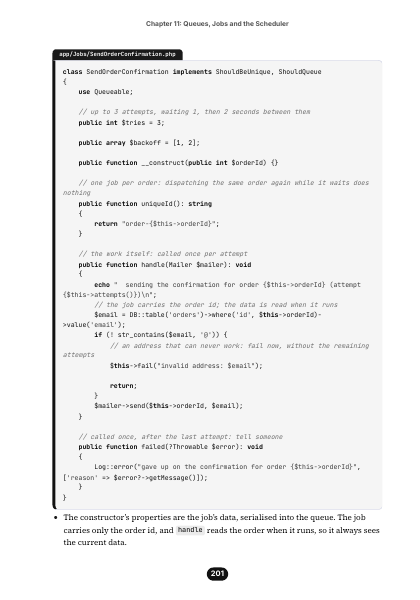 Chapter 11: Queues, Jobs and the Scheduler
app/Jobs/SendOrderConfirmation.php
class SendOrderConfirmation implements ShouldBeUnique, ShouldQueue
{
    use Queueable;

    // up to 3 attempts, waiting 1, then 2 seconds between them
    public int $tries = 3;

    public array $backoff = [1, 2];

    public function __construct(public int $orderId) {}

    // one job per order: dispatching the same order again while it waits does
nothing
    public function uniqueId(): string
    {
        return "order-{$this->orderId}";
    }

    // the work itself: called once per attempt
    public function handle(Mailer $mailer): void
    {
        echo "  sending the confirmation for order {$this->orderId} (attempt
{$this->attempts()})\n";
        // the job carries the order id; the data is read when it runs
        $email = DB::table('orders')->where('id', $this->orderId)-
>value('email');
        if (! str_contains($email, '@')) {
            // an address that can never work: fail now, without the remaining
attempts
            $this->fail("invalid address: $email");

            return;
        }
        $mailer->send($this->orderId, $email);
    }

    // called once, after the last attempt: tell someone
    public function failed(?Throwable $error): void
    {
        Log::error("gave up on the confirmation for order {$this->orderId}",
['reason' => $error?->getMessage()]);
    }
}
• The constructor's properties are the job's data, serialised into the queue. The job
carries only the order id, and handle reads the order when it runs, so it always sees
the current data.
201